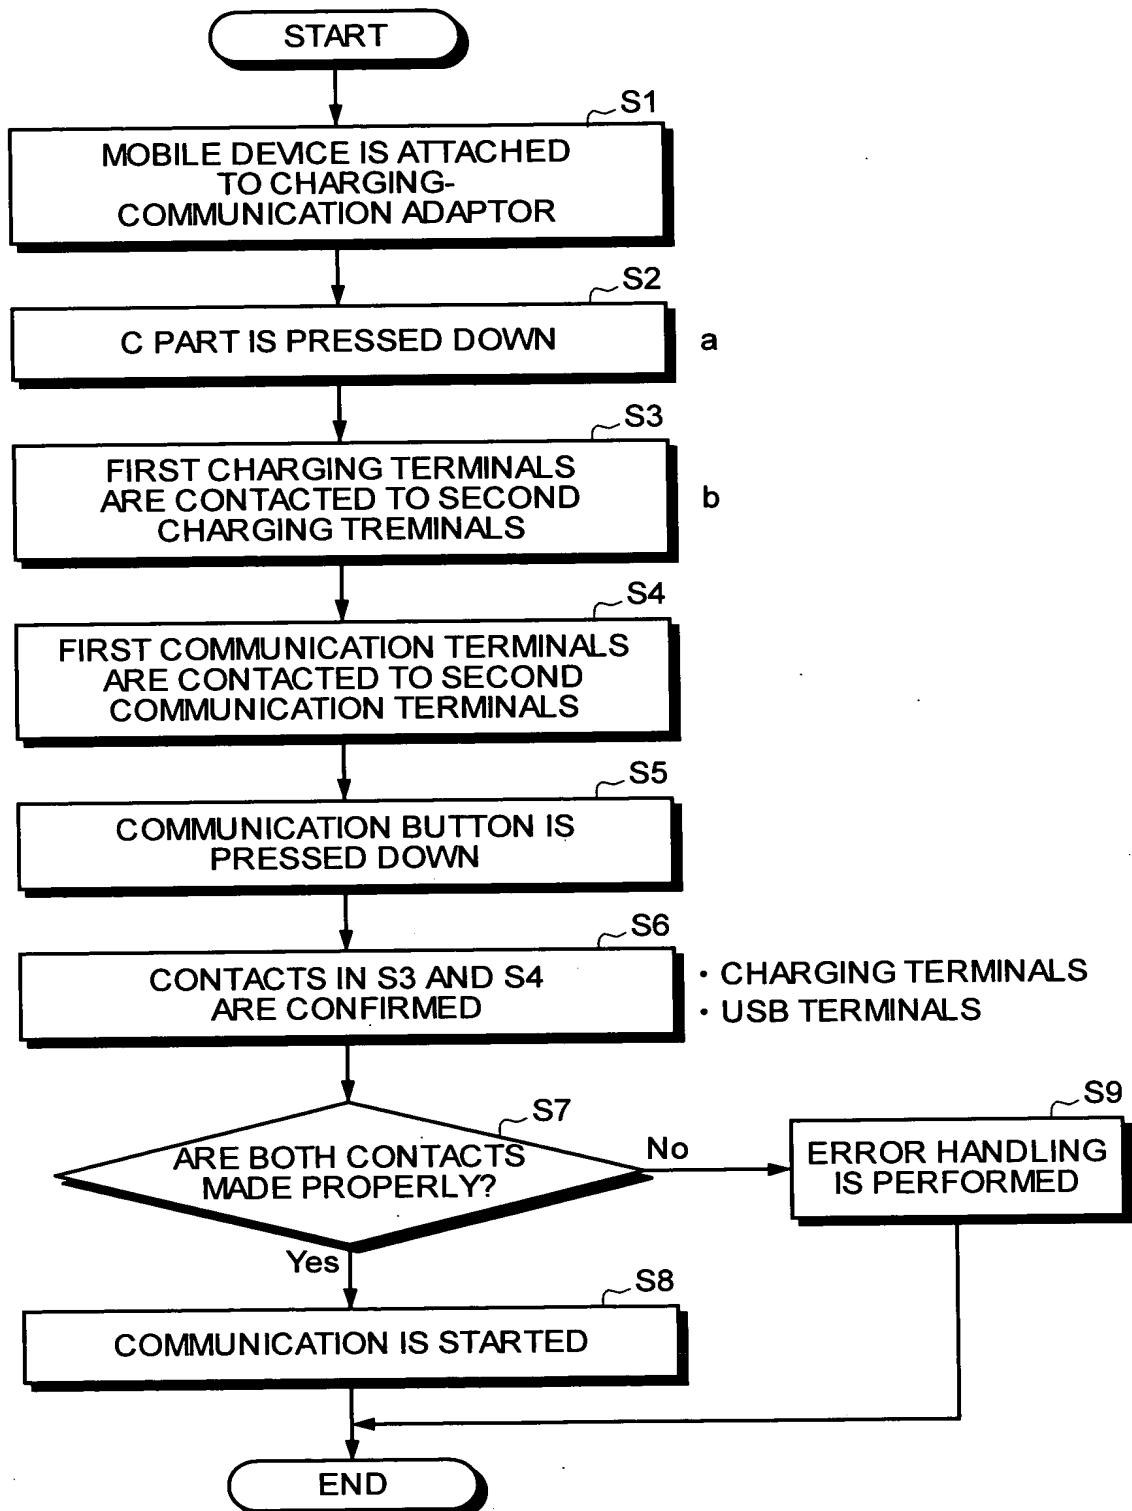 START
S1
MOBILE DEVICE IS ATTACHED
TO CHARGING-
COMMUNICATION ADAPTOR
S2
C PART IS PRESSED DOWN
a
S3
FIRST CHARGING TERMINALS
ARE CONTACTED TO SECOND
CHARGING TREMINALS
b
S4
FIRST COMMUNICATION TERMINALS
ARE CONTACTED TO SECOND
COMMUNICATION TERMINALS
S5
COMMUNICATION BUTTON IS
PRESSED DOWN
S6
CONTACTS IN S3 AND S4
ARE CONFIRMED
・CHARGING TERMINALS
・USB TERMINALS
S7
ARE BOTH CONTACTS
MADE PROPERLY?
No
S9
ERROR HANDLING
IS PERFORMED
Yes
S8
COMMUNICATION IS STARTED
END